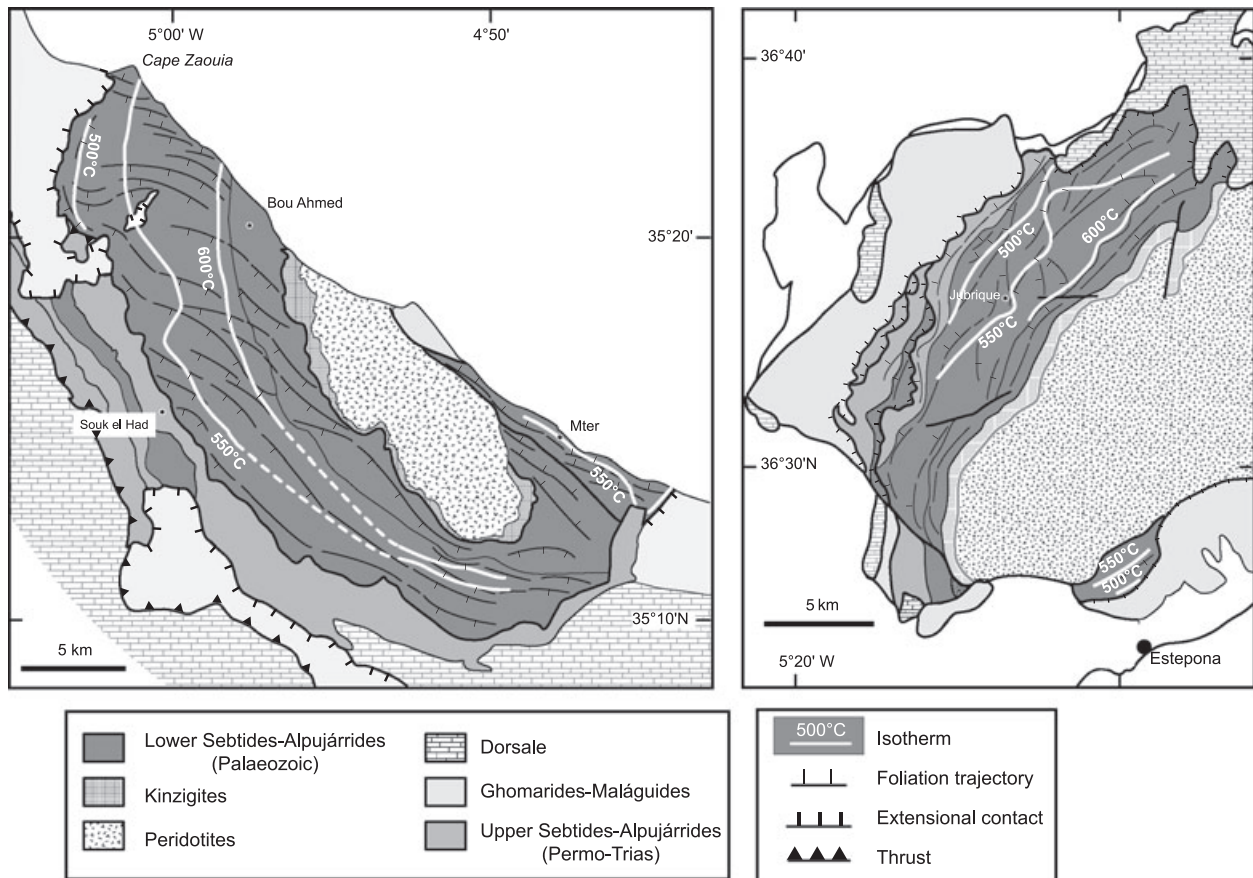 5°00' W
4°50'
Cape Zaouia
500°C
Bou Ahmed
35°20'
600°C
Souk el Had
Mter
550°C
550°C
35°10'N
5 km
36°40'
500°C
600°C
Jubrique
550°C
36°30'N
550°C
500°C
5 km
5°20' W
Estepona
Lower Sebtides-Alpujárrides
(Palaeozoic)
Kinzigites
Peridotites
Dorsale
Ghomarides-Maláguides
Upper Sebtides-Alpujárrides
(Permo-Trias)
500°C
Isotherm
Foliation trajectory
Extensional contact
Thrust